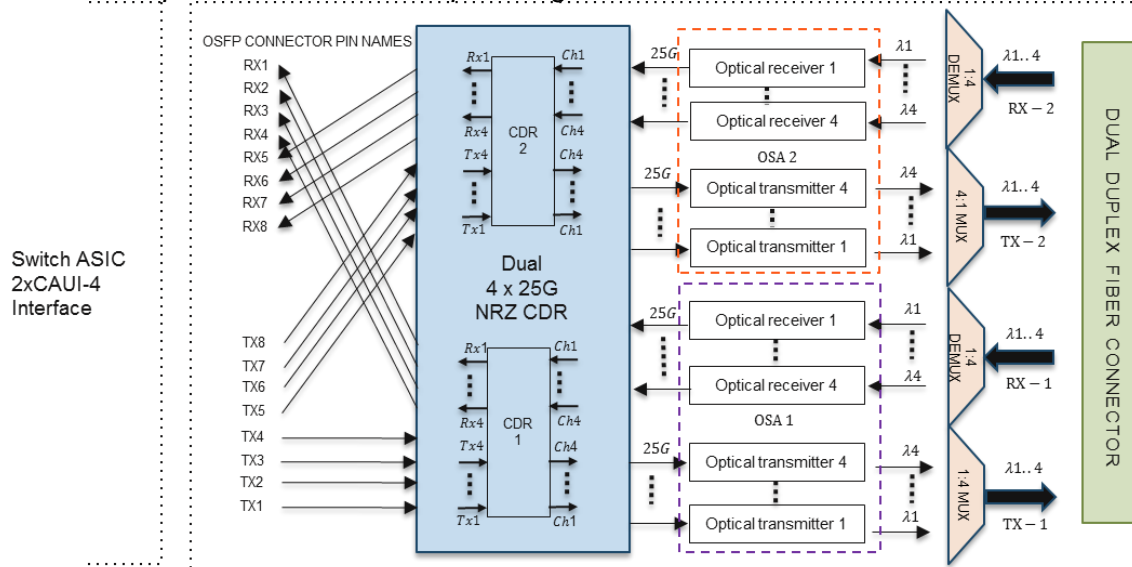 OSFP CONNECTOR PIN NAMES
RX1
RX2
RX3
RX4
RX5
RX6
RX7
RX8
Switch ASIC
2xCAUI-4
Interface
TX8
TX7
TX6
TX5
TX4
TX3
TX2
TX1
Rx1
Ch1
Rx4
Ch4
CDR
2
Tx4
Ch4
Tx1
Ch1
Dual
4 x 25G
NRZ CDR
Rx1
Ch1
Rx4
Ch4
CDR
1
Tx4
Ch4
Tx1
Ch1
25G
Optical receiver 1
λ1
Optical receiver 4
λ4
OSA 2
25G
Optical transmitter 4
λ4
Optical transmitter 1
λ1
25G
Optical receiver 1
λ1
Optical receiver 4
λ4
OSA 1
25G
Optical transmitter 4
λ4
Optical transmitter 1
λ1
1:4
DEMUX
λ1..4
RX-2
4:1 MUX
λ1..4
TX-2
1:4
DEMUX
λ1..4
RX-1
1:4 MUX
λ1..4
TX-1
DUAL DUPLEX FIBER CONNECTOR